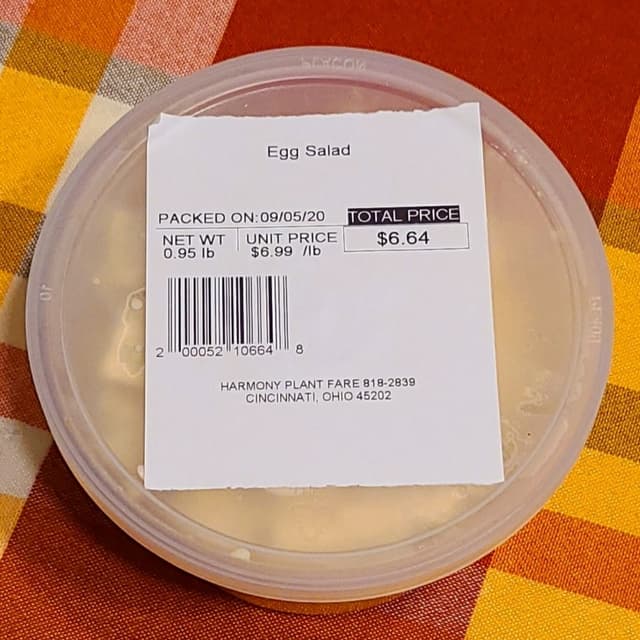 Egg Salad
PACKED ON: 09/05/20 TOTAL PRICE
NET WT UNIT PRICE $6.64
0.95 lb $6.99 /lb
2 00052 10664 8
HARMONY PLANT FARE 818-2839
CINCINNATI, OHIO 45202